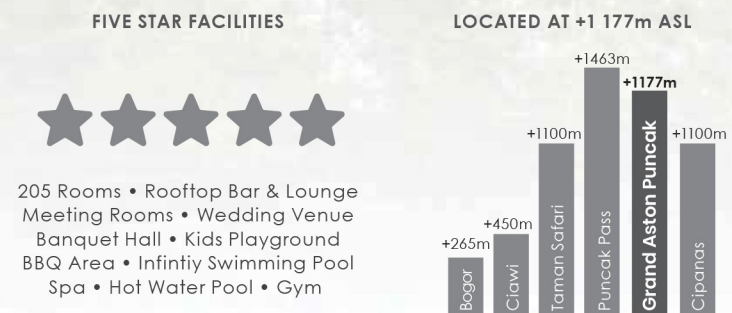 FIVE STAR FACILITIES
205 Rooms • Rooftop Bar & Lounge
Meeting Rooms • Wedding Venue
Banquet Hall • Kids Playground
BBQ Area • Infintiy Swimming Pool
Spa • Hot Water Pool • Gym
LOCATED AT +1 177m ASL
+265m
Bogor
+450m
Ciawi
+1100m
Taman Safari
+1463m
Puncak Pass
+1177m
Grand Aston Puncak
+1100m
Cipanas